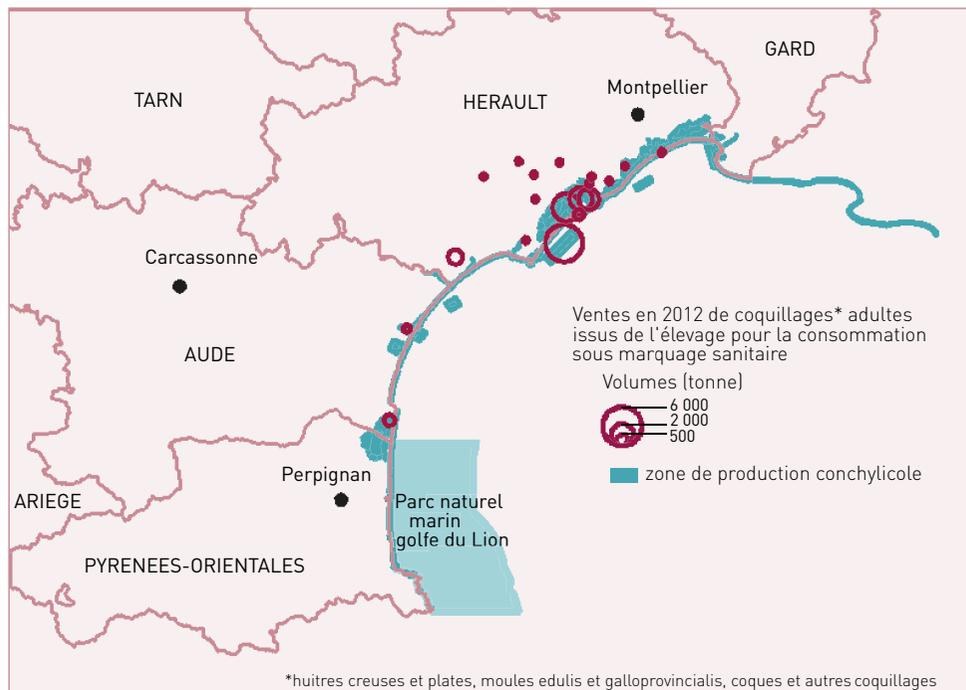 GARD
Montpellier
TARN
HERAULT
Carcassonne
Ventes en 2012 de coquillages* adultes
issus de l'élevage pour la consommation
sous marquage sanitaire
AUDE
Volumes (tonne)
6 000
2 000
500
zone de production conchylicole
Perpignan
ARIEGE
Parc naturel
marin
golfe du Lion
PYRENEES-ORIENTALES
*huitres creuses et plates, moules edulis et galloprovincialis, coques et autres coquillages